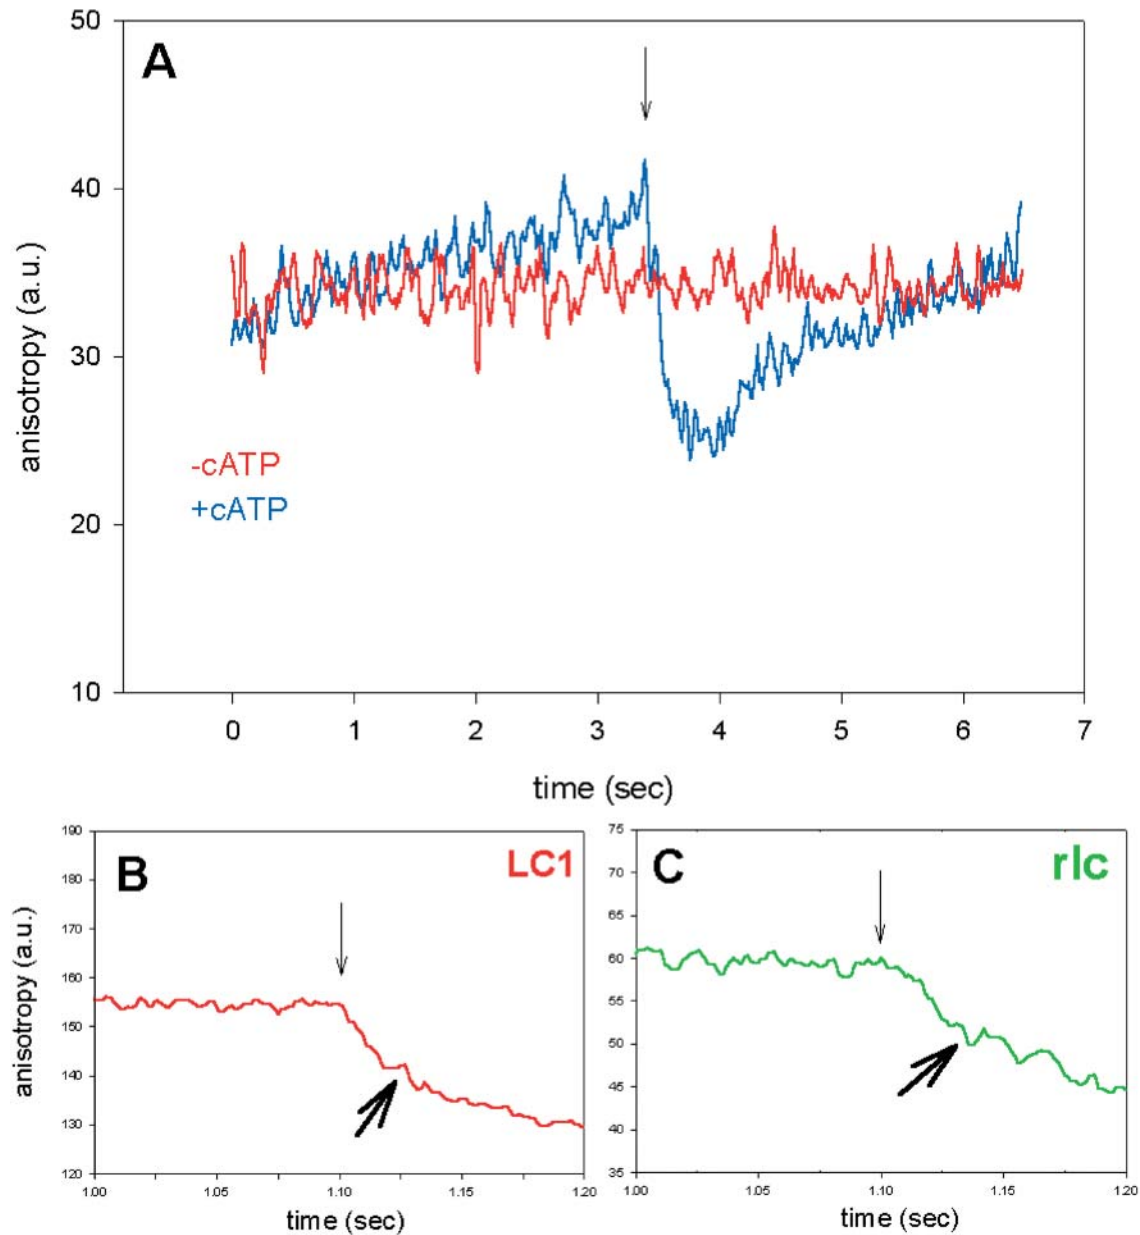 50
A
40
anisotropy (a.u.)
30
-cATP
+cATP
20
10
0 1 2 3 4 5 6 7
time (sec)
190
B
LC1
180
170
160
anisotropy (a.u.)
150
140
130
120
1.00 1.05 1.10 1.15 1.20
time (sec)
75
C
rlc
70
65
60
55
50
45
40
35
1.00 1.05 1.10 1.15 1.20
time (sec)